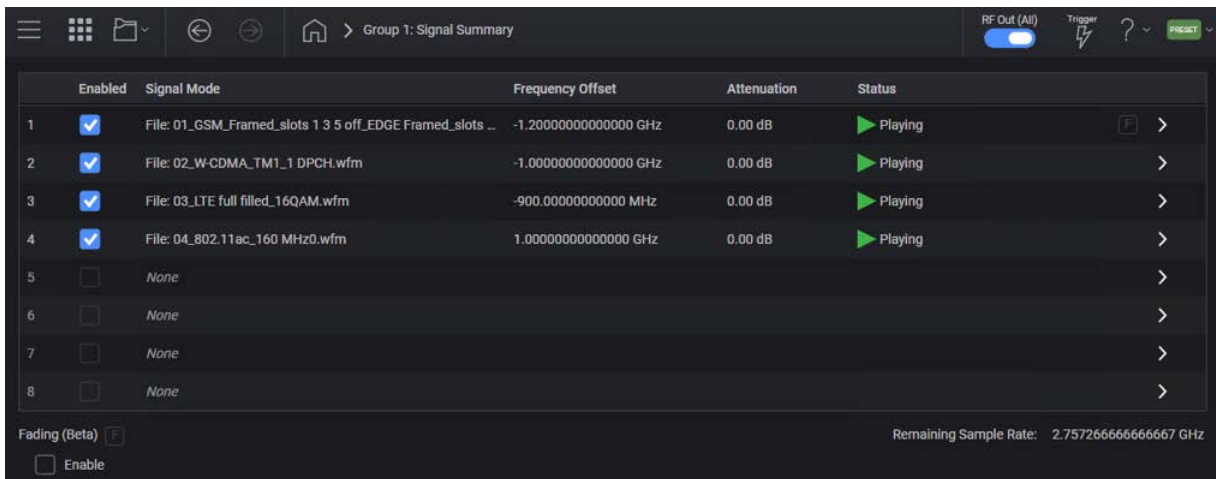 Group 1: Signal Summary
RF Out (All)
Trigger
?
PRESET
Enabled Signal Mode Frequency Offset Attenuation Status
1 File: 01_GSM_Framed_slots 1 3 5 off_EDGE Framed_slots ... -1.20000000000000 GHz 0.00 dB Playing F
2 File: 02_W-CDMA_TM1_1 DPCH.wfm -1.00000000000000 GHz 0.00 dB Playing
3 File: 03_LTE full filled_16QAM.wfm -900.00000000000 MHz 0.00 dB Playing
4 File: 04_802.11ac_160 MHz0.wfm 1.00000000000000 GHz 0.00 dB Playing
5 None
6 None
7 None
8 None
Fading (Beta) F Remaining Sample Rate: 2.757266666666667 GHz
Enable